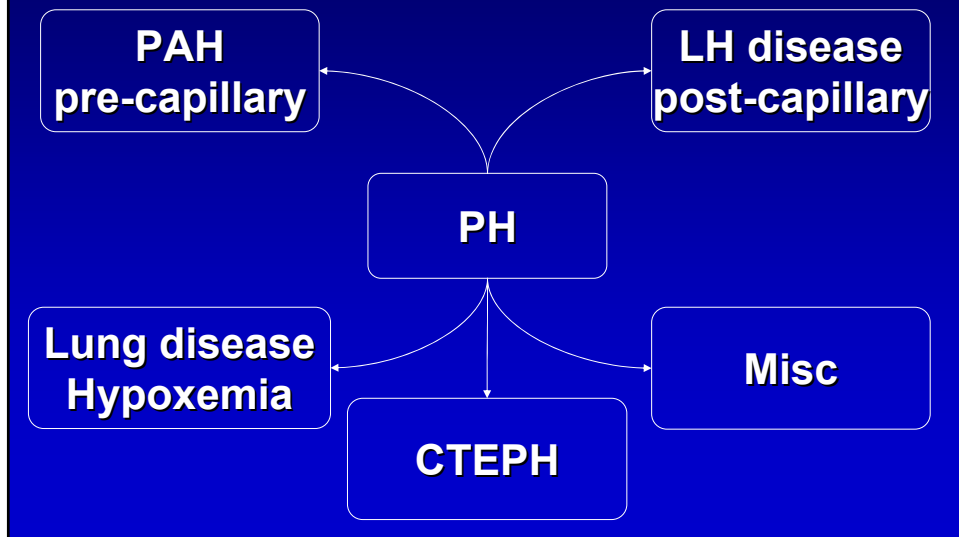 PAH
pre-capillary
LH disease
post-capillary
PH
Lung disease
Hypoxemia
Misc
CTEPH